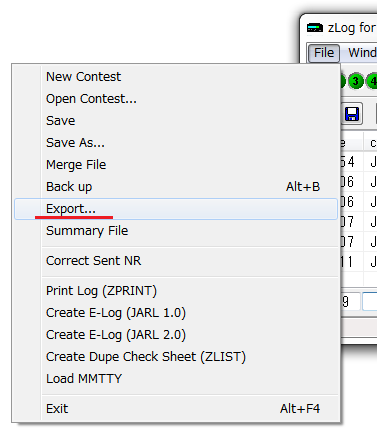 zLog for
File Wind
New Contest
Open Contest...
Save
Save As...
Merge File
Back up Alt+B
Export...
Summary File
Correct Sent NR
Print Log (ZPRINT)
Create E-Log (JARL 1.0)
Create E-Log (JARL 2.0)
Create Dupe Check Sheet (ZLIST)
Load MMTTY
Exit Alt+F4
3 4
e c
54 J
06 J
06 J
07 J
07 J
11 J
9